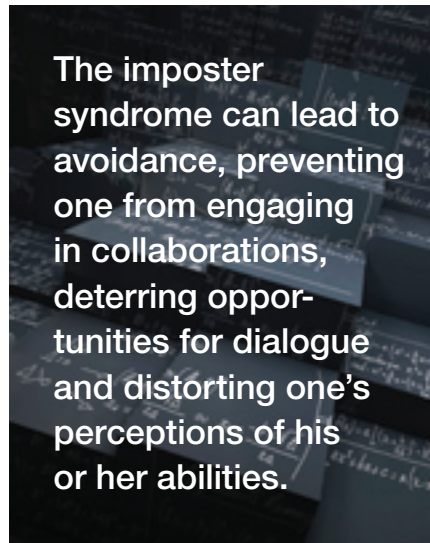 The imposter
syndrome can lead to
avoidance, preventing
one from engaging
in collaborations,
deterring oppor-
tunities for dialogue
and distorting one’s
perceptions of his
or her abilities.